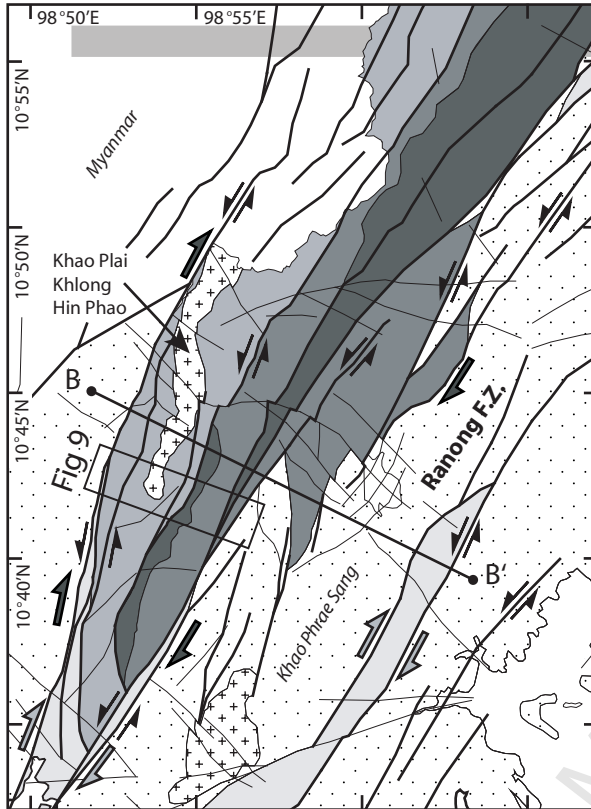 98°50'E
98°55'E
10°55'N
Myanmar
10°50'N
Khao Plai
Khlong
Hin Phao
B
10°45'N
Fig 9
Ranong F.Z.
B'
10°40'N
Khao Phrae Sang